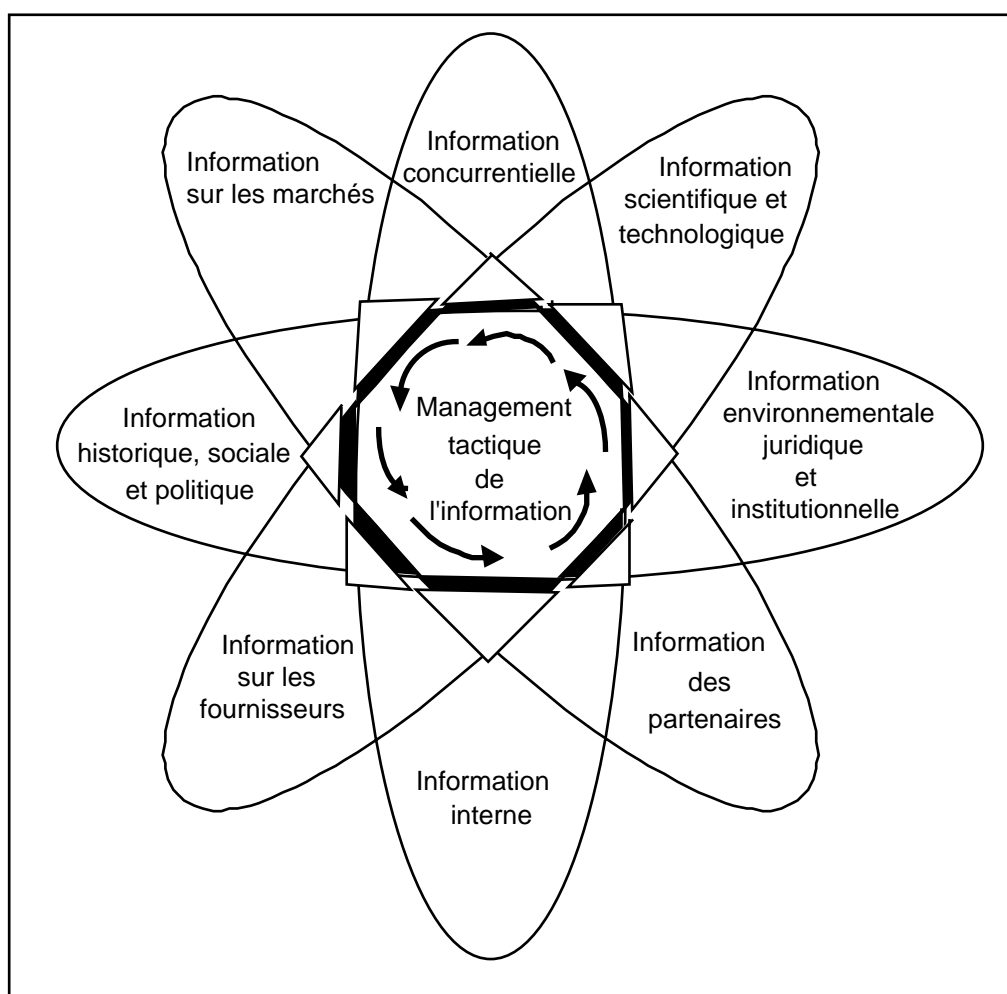 Information
concurrentielle
Information
sur les marchés
Information
scientifique et
technologique
Information
historique, sociale
et politique
Management
tactique
de
l'information
Information
environnementale
juridique
et
institutionnelle
Information
sur les
fournisseurs
Information
des
partenaires
Information
interne